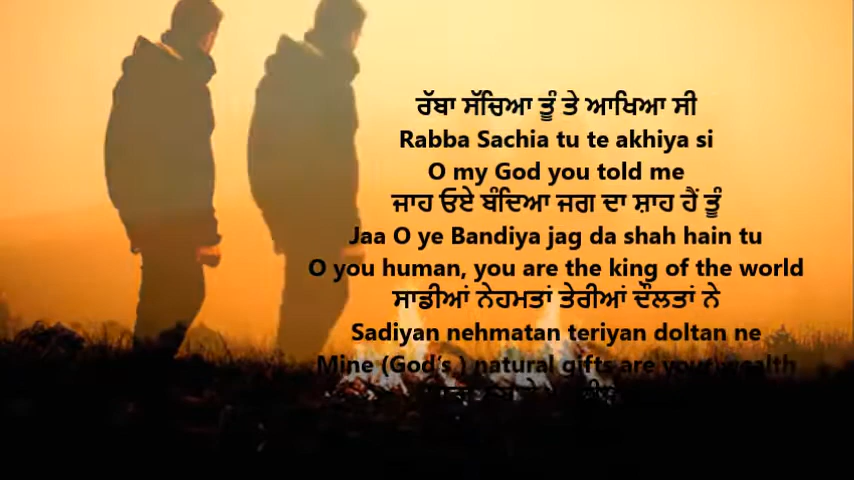 ਰੱਬਾ ਸੱਚਿਆ ਤੂੰ ਤੇ ਆਖਿਆ ਸੀ
Rabba Sachia tu te akhiya si
O my God you told me
ਜਾਹ ਓਏ ਬੰਦਿਆ ਜਗ ਦਾ ਸ਼ਾਹ ਹੈਂ ਤੂੰ
Jaa O ye Bandiya jag da shah hain tu
O you human, you are the king of the world
ਸਾਡੀਆਂ ਨੇਹਮਤਾਂ ਤੇਰੀਆਂ ਦੌਲਤਾਂ ਨੇ
Sadiyan nehmatan teriyan doltan ne
Mine (God's ) natural gifts are your wealth